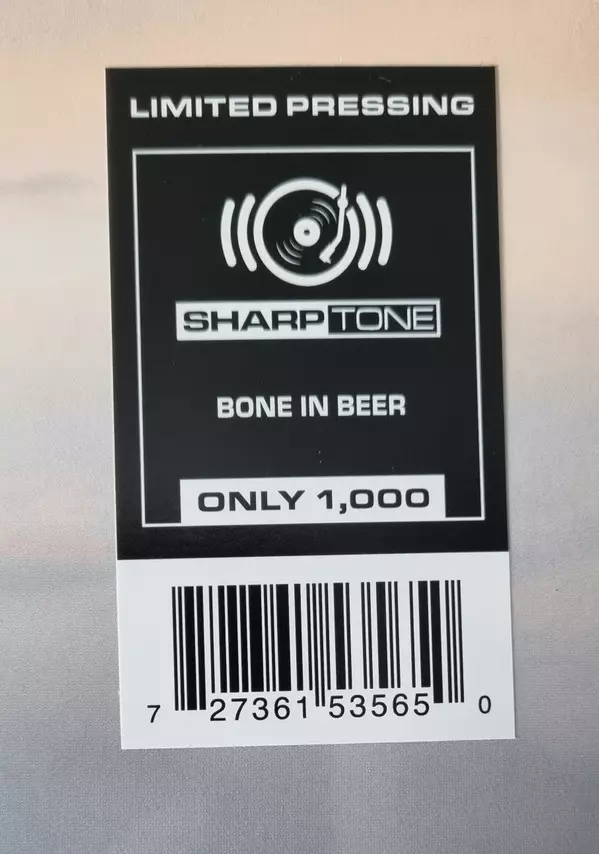 LIMITED PRESSING
SHARPTONE
BONE IN BEER
ONLY 1,000
7 27361 53565 0